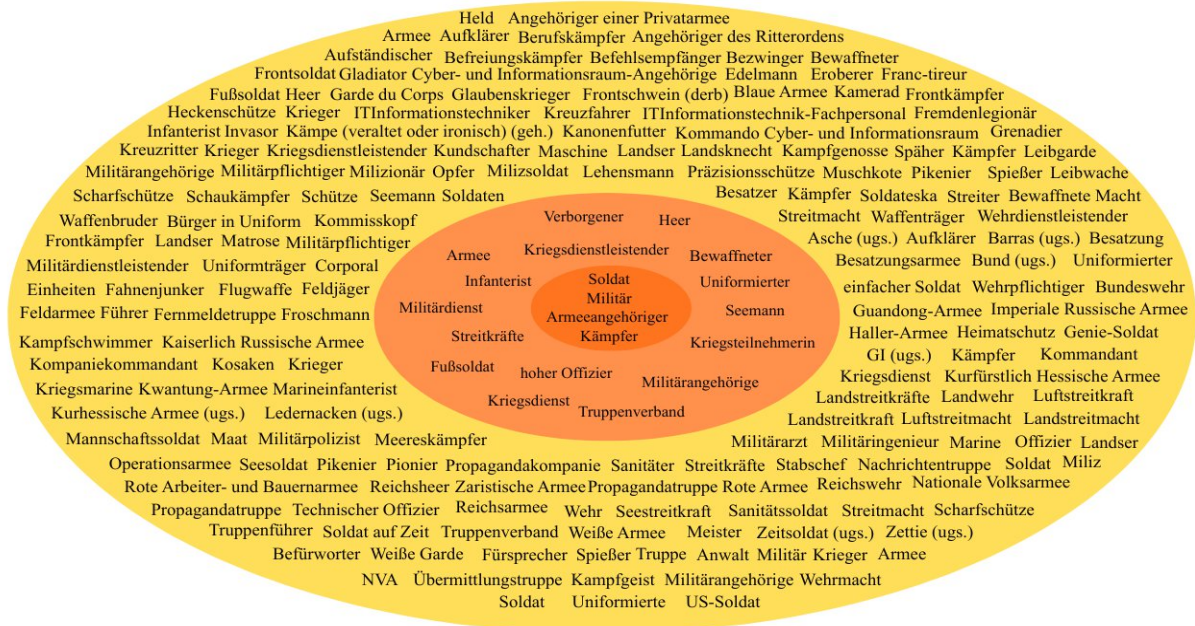 Held Angehöriger einer Privatarmee
Armee Aufklärer Berufskämpfer Angehöriger des Ritterordens
Aufständischer Befreiungskämpfer Befehlsempfänger Bezwinger Bewaffneter
Frontsoldat Gladiator Cyber- und Informationsraum-Angehörige Edelmann Eroberer Franc-tireur
Fußsoldat Heer Garde du Corps Glaubenskrieger Frontschwein (derb) Blaue Armee Kamerad Frontkämpfer
Heckenschütze Krieger ITInformationstechniker Kreuzfahrer ITInformationstechnik-Fachpersonal Fremdenlegionär
Infanterist Invasor Kämpe (veraltet oder ironisch) (geh.) Kanonenfutter Kommando Cyber- und Informationsraum Grenadier
Kreuzritter Krieger Kriegsdienstleistender Kundschafter Maschine Landser Landsknecht Kampfgenosse Späher Kämpfer Leibgarde
Militärangehörige Militärpflichtiger Milizionär Opfer Milizsoldat Lehensmann Präzisionsschütze Muschkote Pikenier Spießer Leibwache
Scharfschütze Schaukämpfer Schütze Seemann Soldaten Besatzer Kämpfer Soldateska Streiter Bewaffnete Macht
Waffenbruder Bürger in Uniform Kommisskopf Verborgener Heer Streitmacht Waffenträger Wehrdienstleistender
Frontkämpfer Landser Matrose Militärpflichtiger Armee Kriegsdienstleistender Bewaffneter Asche (ugs.) Aufklärer Barras (ugs.) Besatzung
Militärdienstleistender Uniformträger Corporal Infanterist Soldat Uniformierter Besatzungsarmee Bund (ugs.) Uniformierter
Einheiten Fahnenjunker Flugwaffe Feldjäger Militärdienst Militär Seemann einfacher Soldat Wehrpflichtiger Bundeswehr
Feldarmee Führer Fernmeldetruppe Froschmann Armeeangehöriger Guandong-Armee Imperiale Russische Armee
Kampfschwimmer Kaiserlich Russische Armee Streitkräfte Kämpfer Kriegsteilnehmerin Haller-Armee Heimatschutz Genie-Soldat
Kompaniekommandant Kosaken Krieger Fußsoldat hoher Offizier GI (ugs.) Kämpfer Kommandant
Kriegsmarine Kwantung-Armee Marineinfanterist Militärangehörige Kriegsdienst Kurfürstlich Hessische Armee
Kurhessische Armee (ugs.) Ledernacken (ugs.) Kriegsdienst Truppenverband Landstreitkräfte Landwehr Luftstreitkraft
Landstreitkraft Luftstreitmacht Landstreitmacht
Mannschaftssoldat Maat Militärpolizist Meereskämpfer Militärarzt Militäringenieur Marine Offizier Landser
Operationsarmee Seesoldat Pikenier Pionier Propagandakompanie Sanitäter Streitkräfte Stabschef Nachrichtentruppe Soldat Miliz
Rote Arbeiter- und Bauernarmee Reichsheer Zaristische Armee Propagandatruppe Rote Armee Reichswehr Nationale Volksarmee
Propagandatruppe Technischer Offizier Reichsarmee Wehr Seestreitkraft Sanitätssoldat Streitmacht Scharfschütze
Truppenführer Soldat auf Zeit Truppenverband Weiße Armee Meister Zeitsoldat (ugs.) Zettie (ugs.)
Befürworter Weiße Garde Fürsprecher Spießer Truppe Anwalt Militär Krieger Armee
NVA Übermittlungstruppe Kampfgeist Militärangehörige Wehrmacht
Soldat Uniformierte US-Soldat